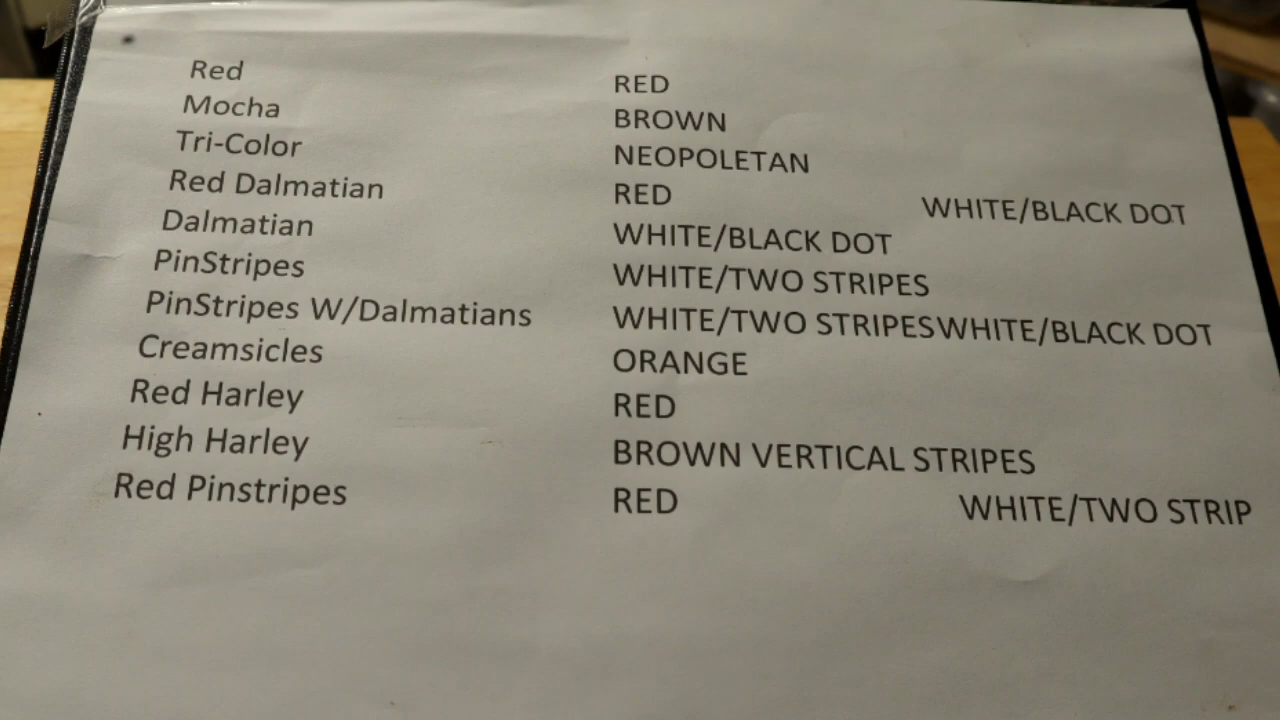 Red RED
Mocha BROWN
Tri-Color NEOPOLETAN
Red Dalmatian RED WHITE/BLACK DOT
Dalmatian WHITE/BLACK DOT
PinStripes WHITE/TWO STRIPES
PinStripes W/Dalmatians WHITE/TWO STRIPESWHITE/BLACK DOT
Creamsicles ORANGE
Red Harley RED
High Harley BROWN VERTICAL STRIPES
Red Pinstripes RED WHITE/TWO STRIP